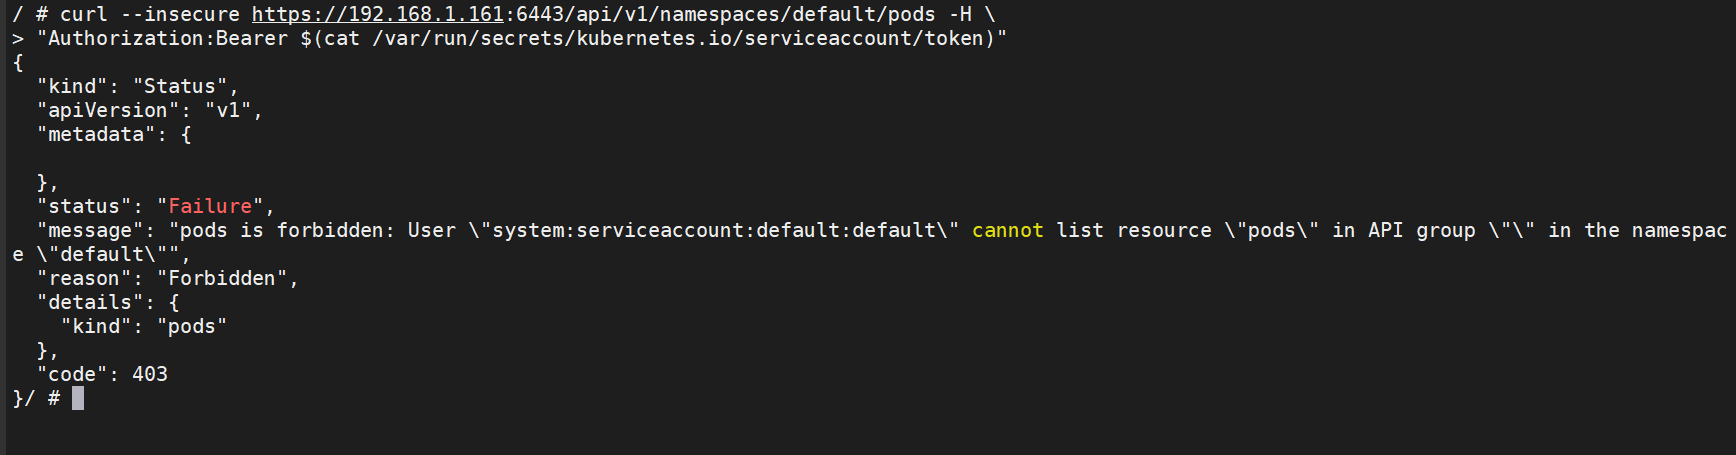 / # curl --insecure https://192.168.1.161:6443/api/v1/namespaces/default/pods -H \
> "Authorization:Bearer $(cat /var/run/secrets/kubernetes.io/serviceaccount/token)"
{
  "kind": "Status",
  "apiVersion": "v1",
  "metadata": {

  },
  "status": "Failure",
  "message": "pods is forbidden: User \"system:serviceaccount:default:default\" cannot list resource \"pods\" in API group \"\" in the namespac
e \"default\"",
  "reason": "Forbidden",
  "details": {
    "kind": "pods"
  },
  "code": 403
}/ #